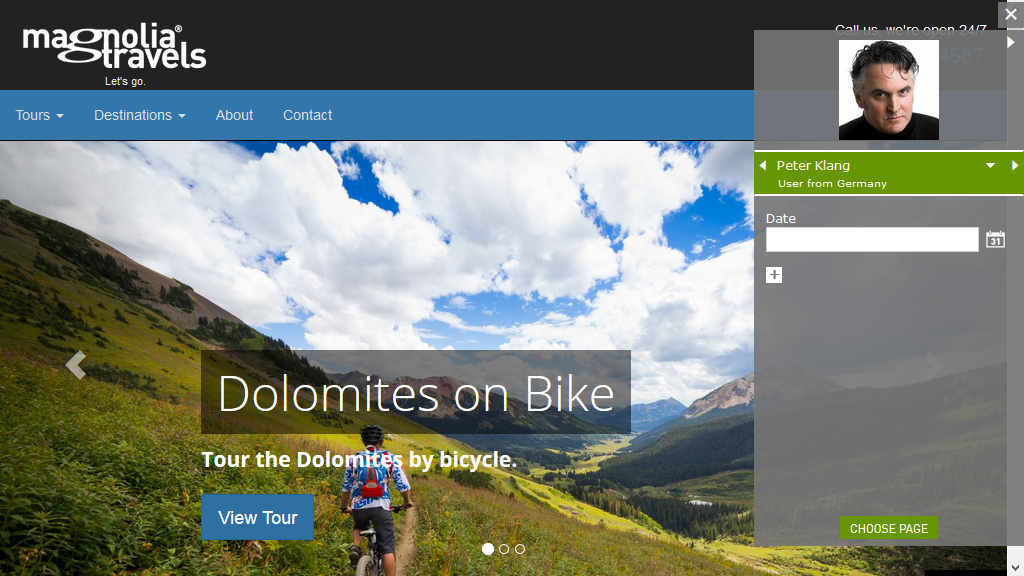 magnolia®
travels
Let's go.
Call us, we're open 24/7
4567
Tours
Destinations
About
Contact
Peter Klang
User from Germany
Date
31
+
Dolomites on Bike
Tour the Dolomites by bicycle.
View Tour
CHOOSE PAGE